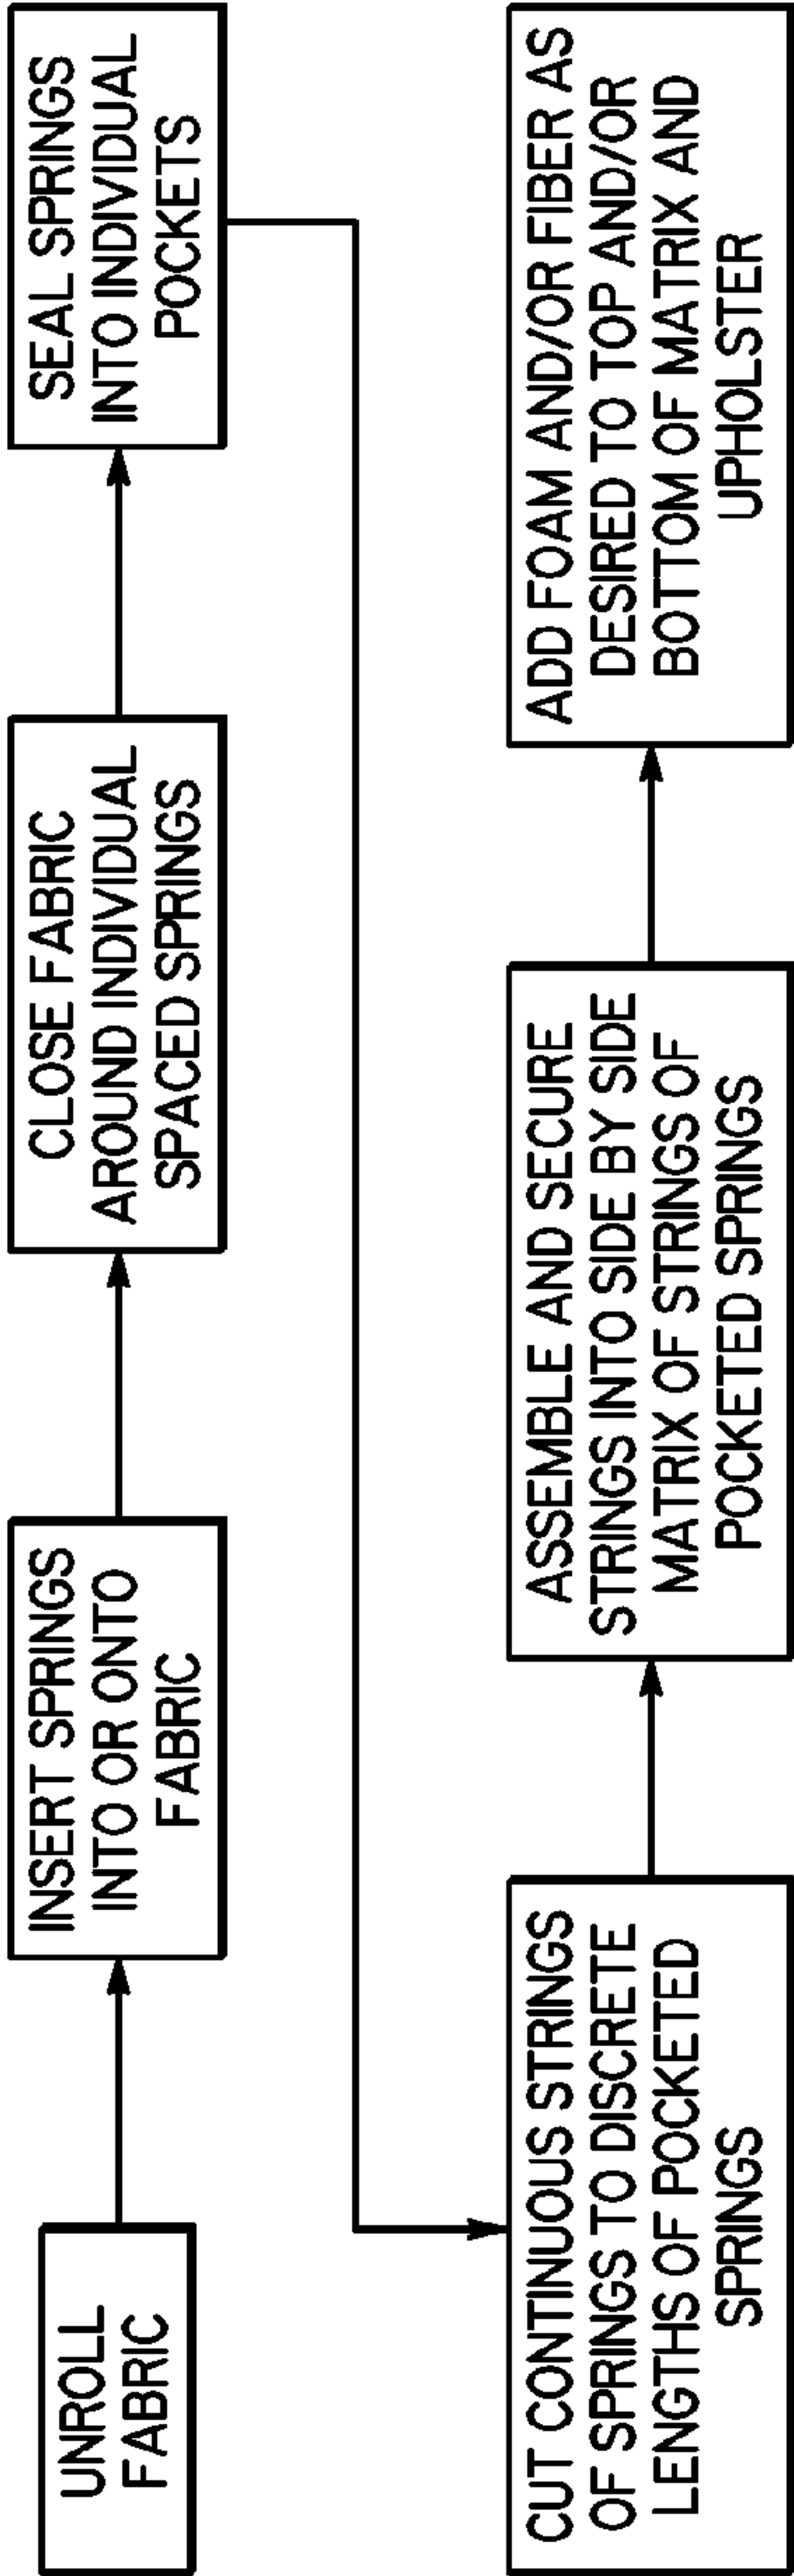 UNROLL
FABRIC
INSERT SPRINGS
INTO OR ONTO
FABRIC
CLOSE FABRIC
AROUND INDIVIDUAL
SPACED SPRINGS
SEAL SPRINGS
INTO INDIVIDUAL
POCKETS
CUT CONTINUOUS STRINGS
OF SPRINGS TO DISCRETE
LENGTHS OF POCKETED
SPRINGS
ASSEMBLE AND SECURE
STRINGS INTO SIDE BY SIDE
MATRIX OF STRINGS OF
POCKETED SPRINGS
ADD FOAM AND/OR FIBER AS
DESIRED TO TOP AND/OR
BOTTOM OF MATRIX AND
UPHOLSTER